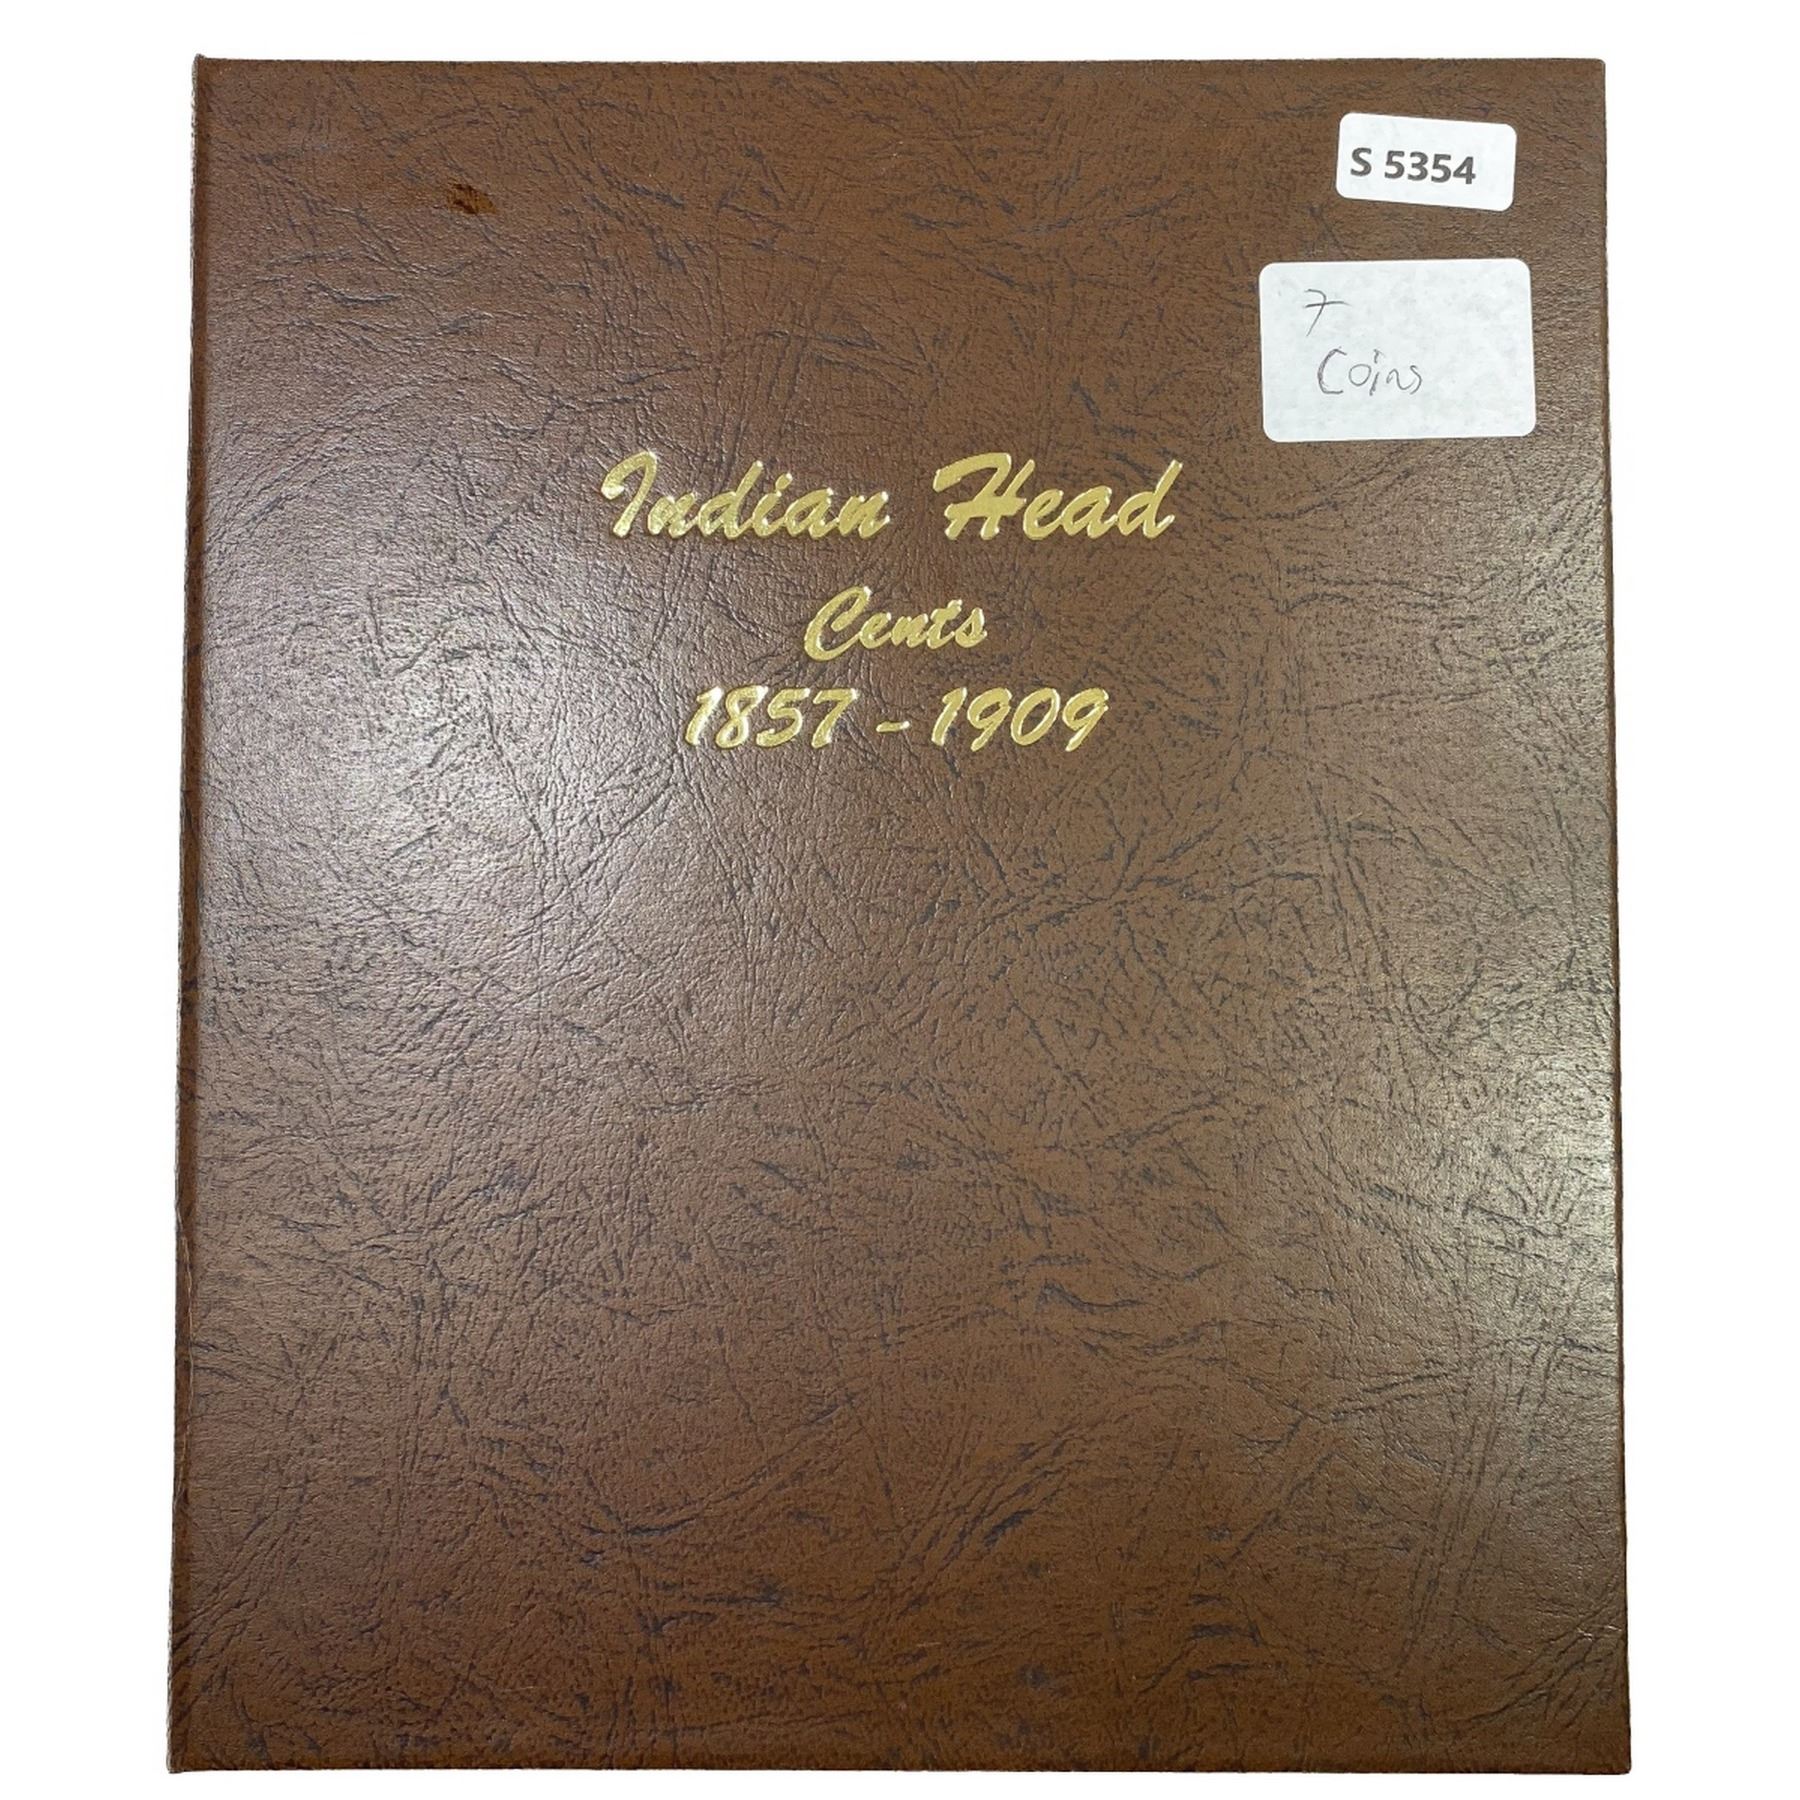 S 5354
7
Coins
Indian Head
Cents
1857 - 1909